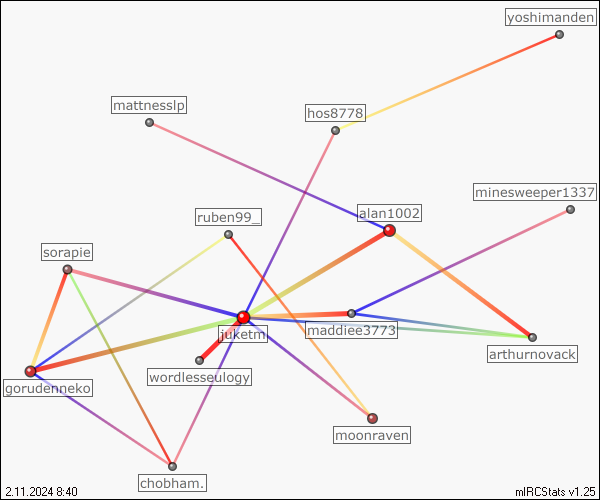 yoshimanden
mattnesslp
hos8778
minesweeper1337
ruben99_
alan1002
sorapie
juketm
maddiee3773
arthurnovack
wordlesseulogy
gorudenneko
moonraven
chobham.
2.11.2024 8:40
mIRCStats v1.25